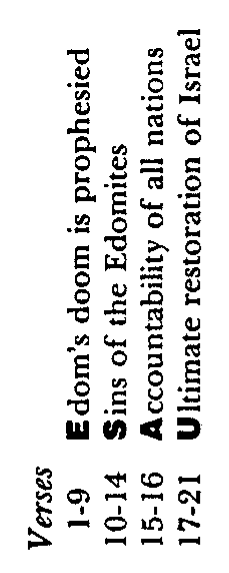 Verses
1-9 Edom's doom is prophesied
10-14 Sins of the Edomites
15-16 Accountability of all nations
17-21 Ultimate restoration of Israel